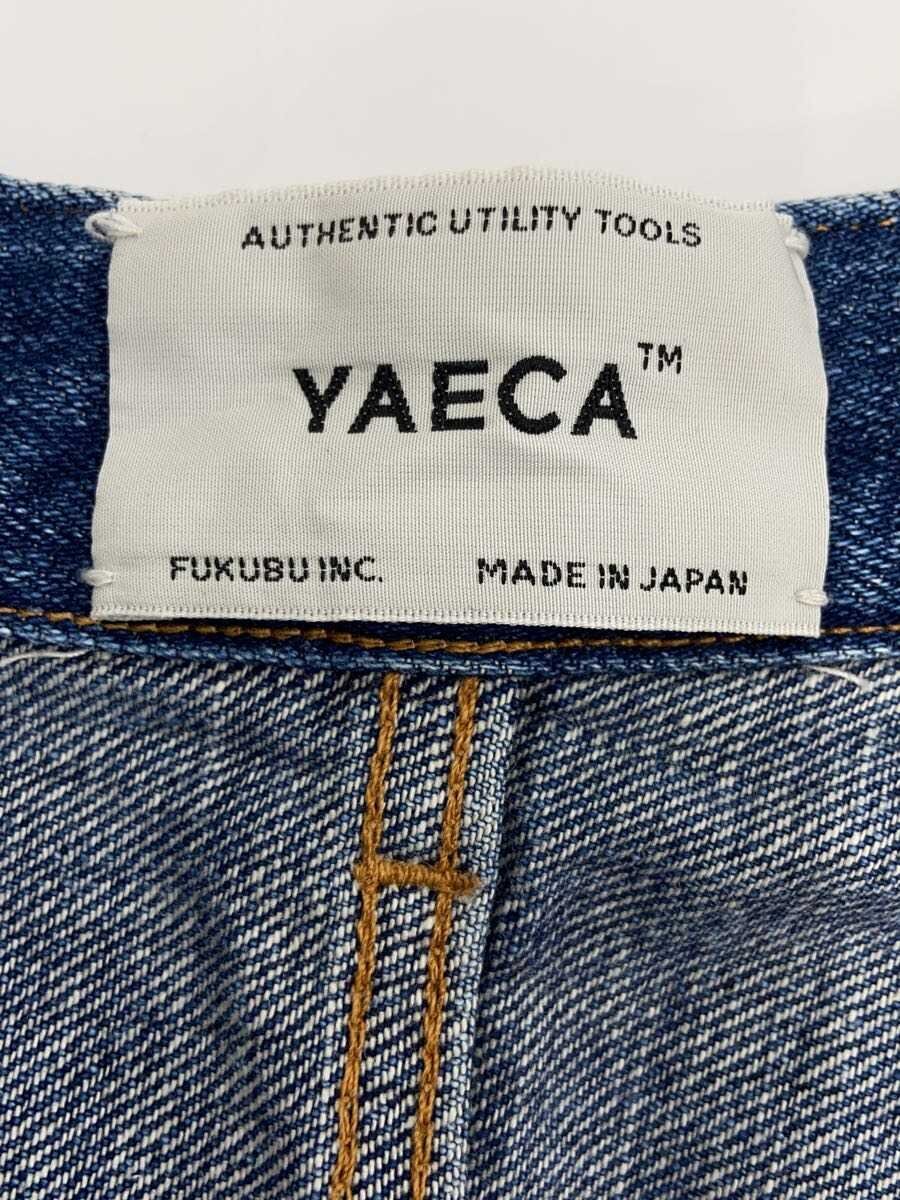 AUTHENTIC UTILITY TOOLS
YAECA™
FUKUBU INC. MADE IN JAPAN